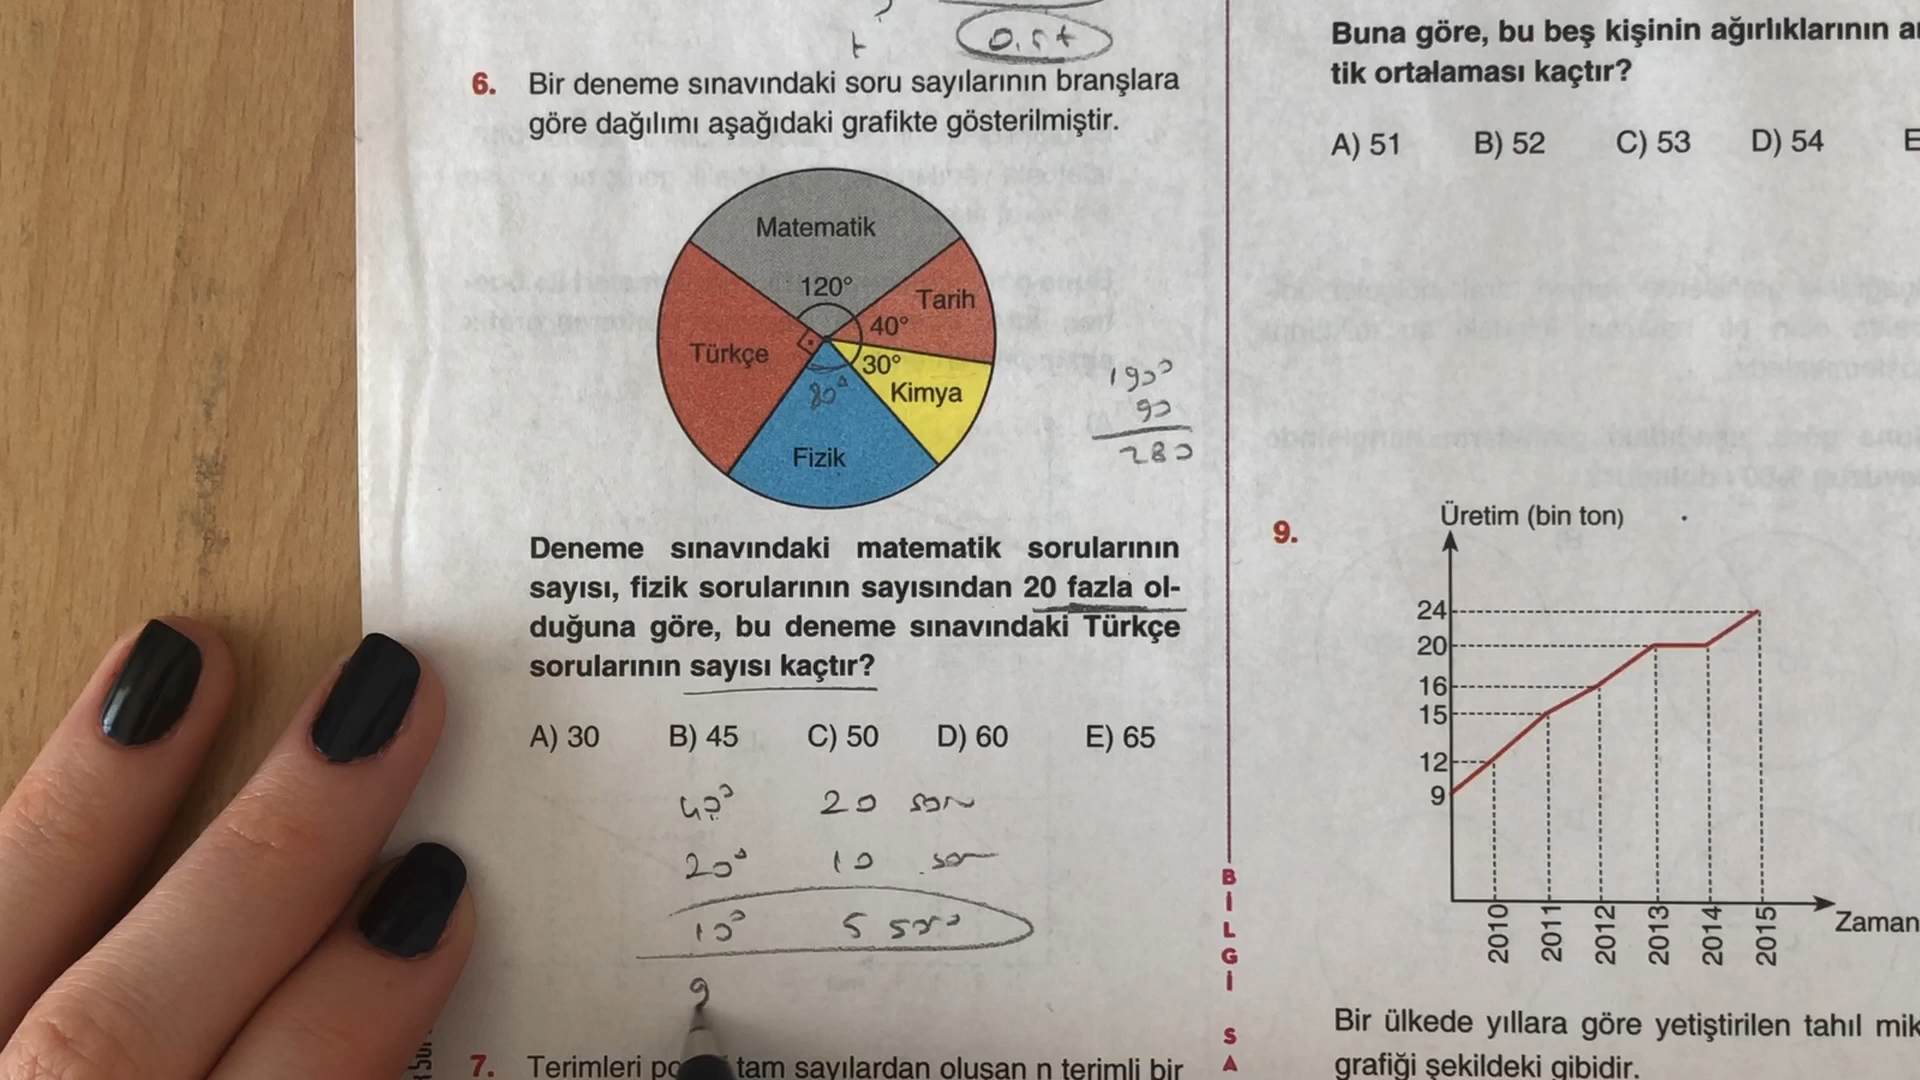 0,5t
t
6. Bir deneme sınavındaki soru sayılarının branşlara
göre dağılımı aşağıdaki grafikte gösterilmiştir.
Matematik
120°
Tarih
40°
Türkçe
30°
Kimya
80°
Fizik
190°
90
280
Deneme sınavındaki matematik sorularının
sayısı, fizik sorularının sayısından 20 fazla ol-
duğuna göre, bu deneme sınavındaki Türkçe
sorularının sayısı kaçtır?
A) 30 B) 45 C) 50 D) 60 E) 65
40° 20 soru
20° 10 soru
10° 5 soru
9
7. Terimleri tam sayılardan oluşan n terimli bir
BİLGİ SA
Buna göre, bu beş kişinin ağırlıklarının
tik ortalaması kaçtır?
A) 51 B) 52 C) 53 D) 54 E
9.
Üretim (bin ton)
24
20
16
15
12
9
2010 2011 2012 2013 2014 2015
Zaman
Bir ülkede yıllara göre yetiştirilen tahıl mik
grafiği şekildeki gibidir.